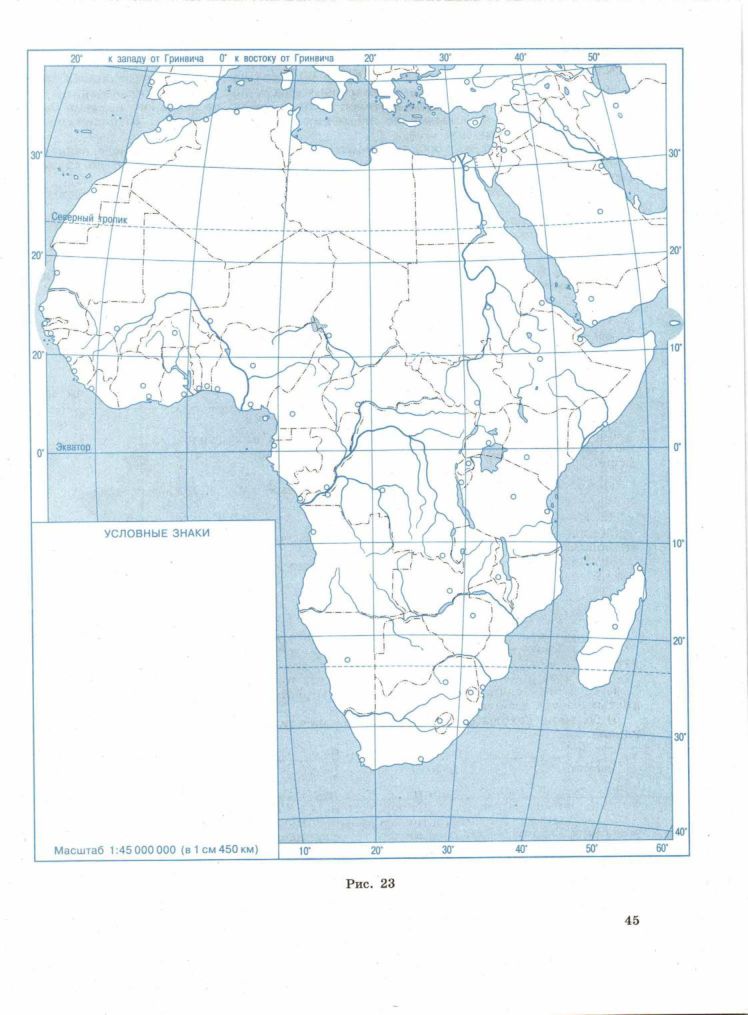 20° к западу от Гринвича 0° к востоку от Гринвича 20° 30° 40° 50°
30° 30°
Северный тропик
20° 20°
20° 10°
Экватор
0° 0°
УСЛОВНЫЕ ЗНАКИ
10°
20°
30°
40°
Масштаб 1:45 000 000 (в 1 см 450 км)
10° 20° 30° 40° 50° 60°
Рис. 23
45